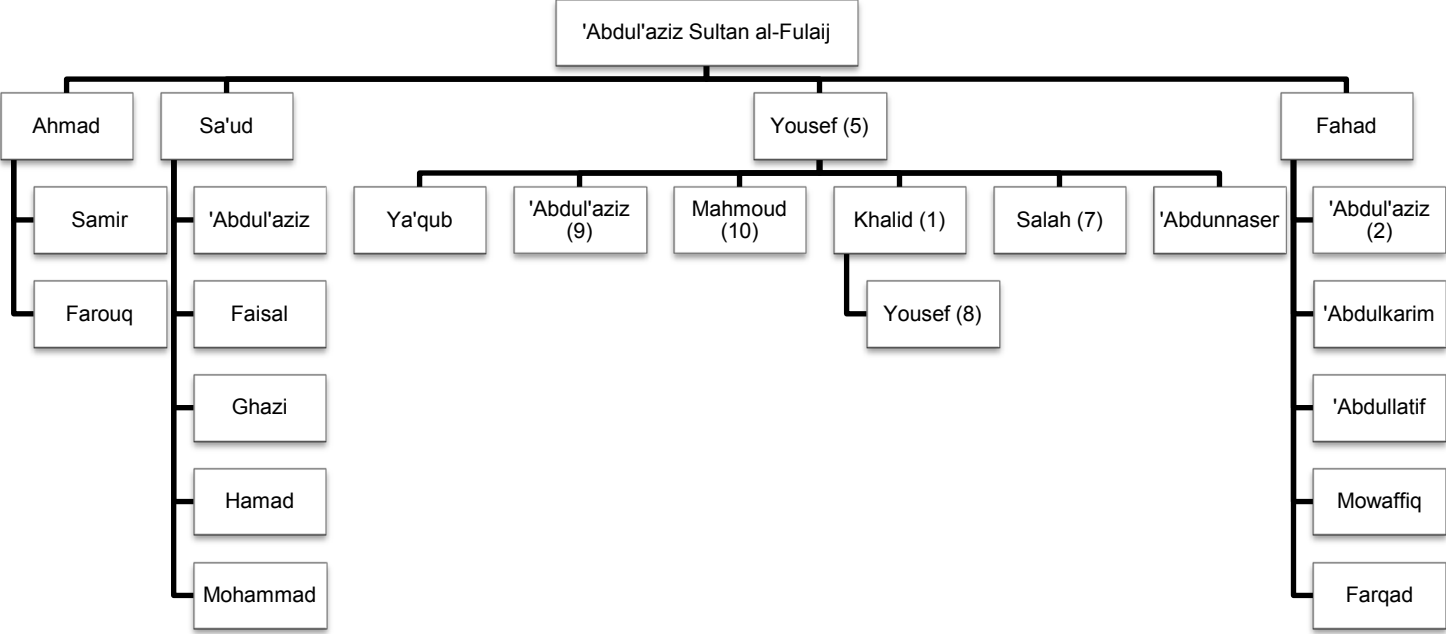 'Abdul'aziz Sultan al-Fulaij
Ahmad
Sa'ud
Yousef (5)
Fahad
Samir
Farouq
'Abdul'aziz
Faisal
Ghazi
Hamad
Mohammad
Ya'qub
'Abdul'aziz
(9)
Mahmoud
(10)
Khalid (1)
Salah (7)
'Abdunnaser
Yousef (8)
'Abdul'aziz
(2)
'Abdulkarim
'Abdullatif
Mowaffiq
Farqad